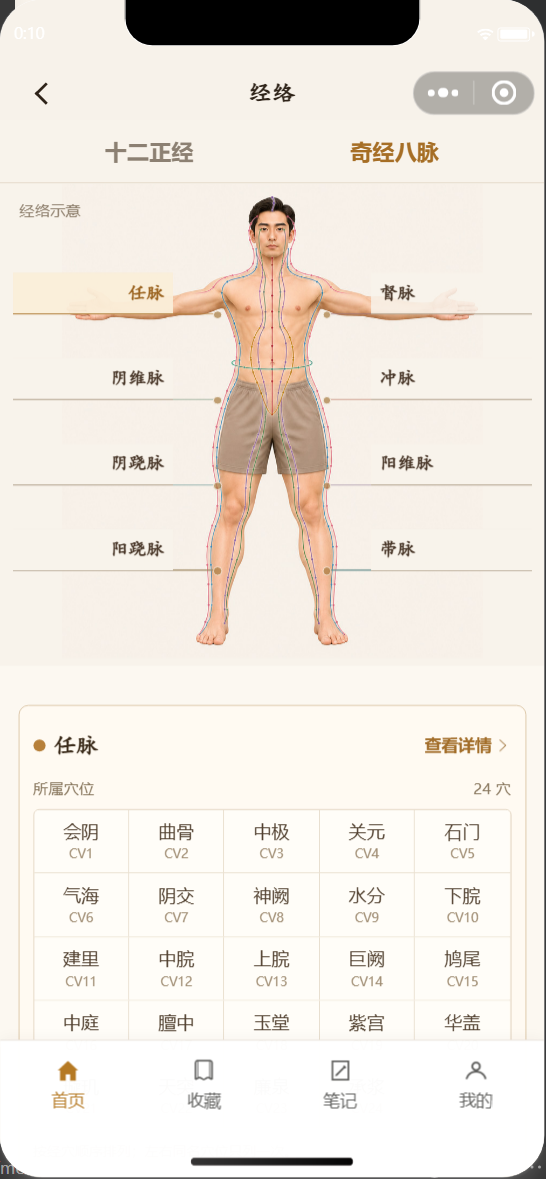 0:10
经络
十二正经 奇经八脉
经络示意
任脉 督脉
阴维脉 冲脉
阴跷脉 阳维脉
阳跷脉 带脉
任脉 查看详情
所属穴位 24 穴
会阴 曲骨 中极 关元 石门
CV1 CV2 CV3 CV4 CV5
气海 阴交 神阙 水分 下脘
CV6 CV7 CV8 CV9 CV10
建里 中脘 上脘 巨阙 鸠尾
CV11 CV12 CV13 CV14 CV15
中庭 膻中 玉堂 紫宫 华盖
首页 收藏 笔记 我的